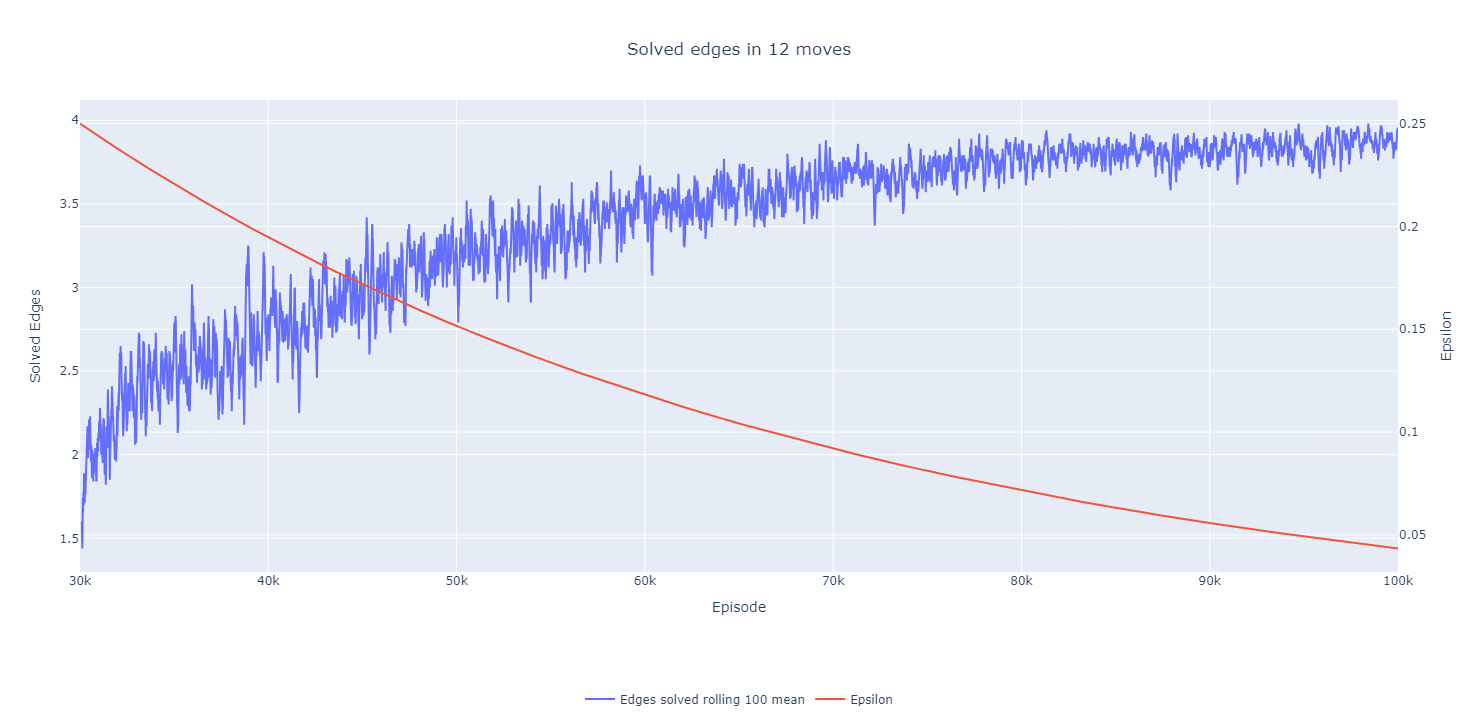 Solved edges in 12 moves
Solved Edges
4
3.5
3
2.5
2
1.5
0.25
0.2
0.15
0.1
0.05
Epsilon
30k 40k 50k 60k 70k 80k 90k 100k
Episode
Edges solved rolling 100 mean Epsilon